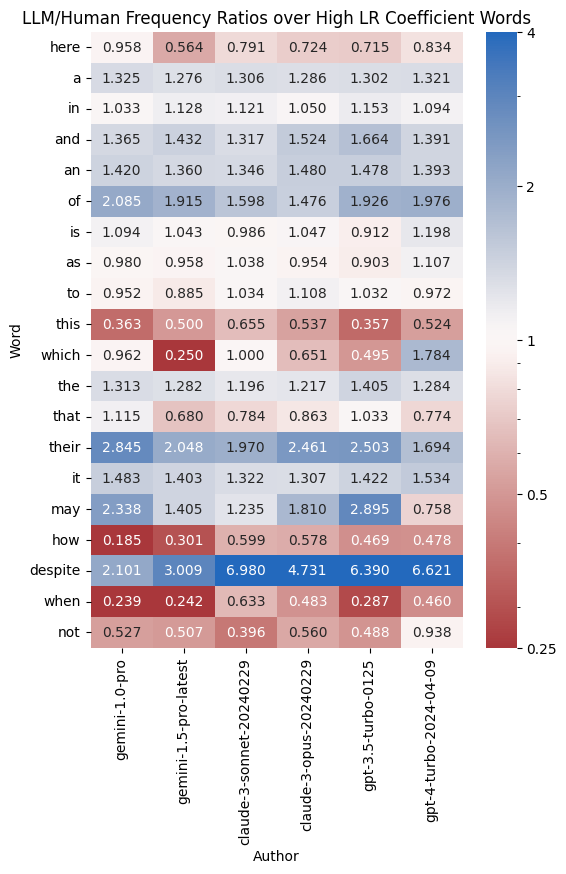 LLM/Human Frequency Ratios over High LR Coefficient Words
here 0.958 0.564 0.791 0.724 0.715 0.834
a 1.325 1.276 1.306 1.286 1.302 1.321
in 1.033 1.128 1.121 1.050 1.153 1.094
and 1.365 1.432 1.317 1.524 1.664 1.391
an 1.420 1.360 1.346 1.480 1.478 1.393
of 2.085 1.915 1.598 1.476 1.926 1.976
is 1.094 1.043 0.986 1.047 0.912 1.198
as 0.980 0.958 1.038 0.954 0.903 1.107
to 0.952 0.885 1.034 1.108 1.032 0.972
this 0.363 0.500 0.655 0.537 0.357 0.524
which 0.962 0.250 1.000 0.651 0.495 1.784
the 1.313 1.282 1.196 1.217 1.405 1.284
that 1.115 0.680 0.784 0.863 1.033 0.774
their 2.845 2.048 1.970 2.461 2.503 1.694
it 1.483 1.403 1.322 1.307 1.422 1.534
may 2.338 1.405 1.235 1.810 2.895 0.758
how 0.185 0.301 0.599 0.578 0.469 0.478
despite 2.101 3.009 6.980 4.731 6.390 6.621
when 0.239 0.242 0.633 0.483 0.287 0.460
not 0.527 0.507 0.396 0.560 0.488 0.938
Word
gemini-1.0-pro
gemini-1.5-pro-latest
claude-3-sonnet-20240229
claude-3-opus-20240229
gpt-3.5-turbo-0125
gpt-4-turbo-2024-04-09
Author
4
2
1
0.5
0.25